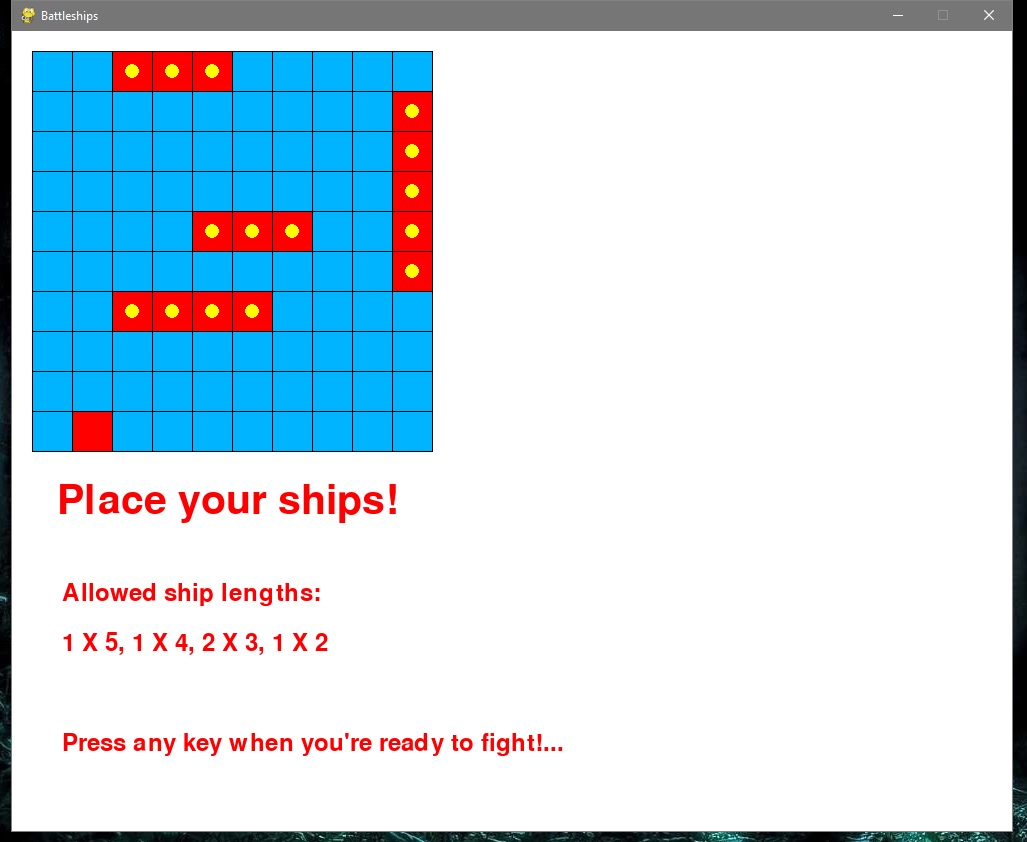 Battleships
Place your ships!
Allowed ship lengths:
1 X 5, 1 X 4, 2 X 3, 1 X 2
Press any key when you're ready to fight!...